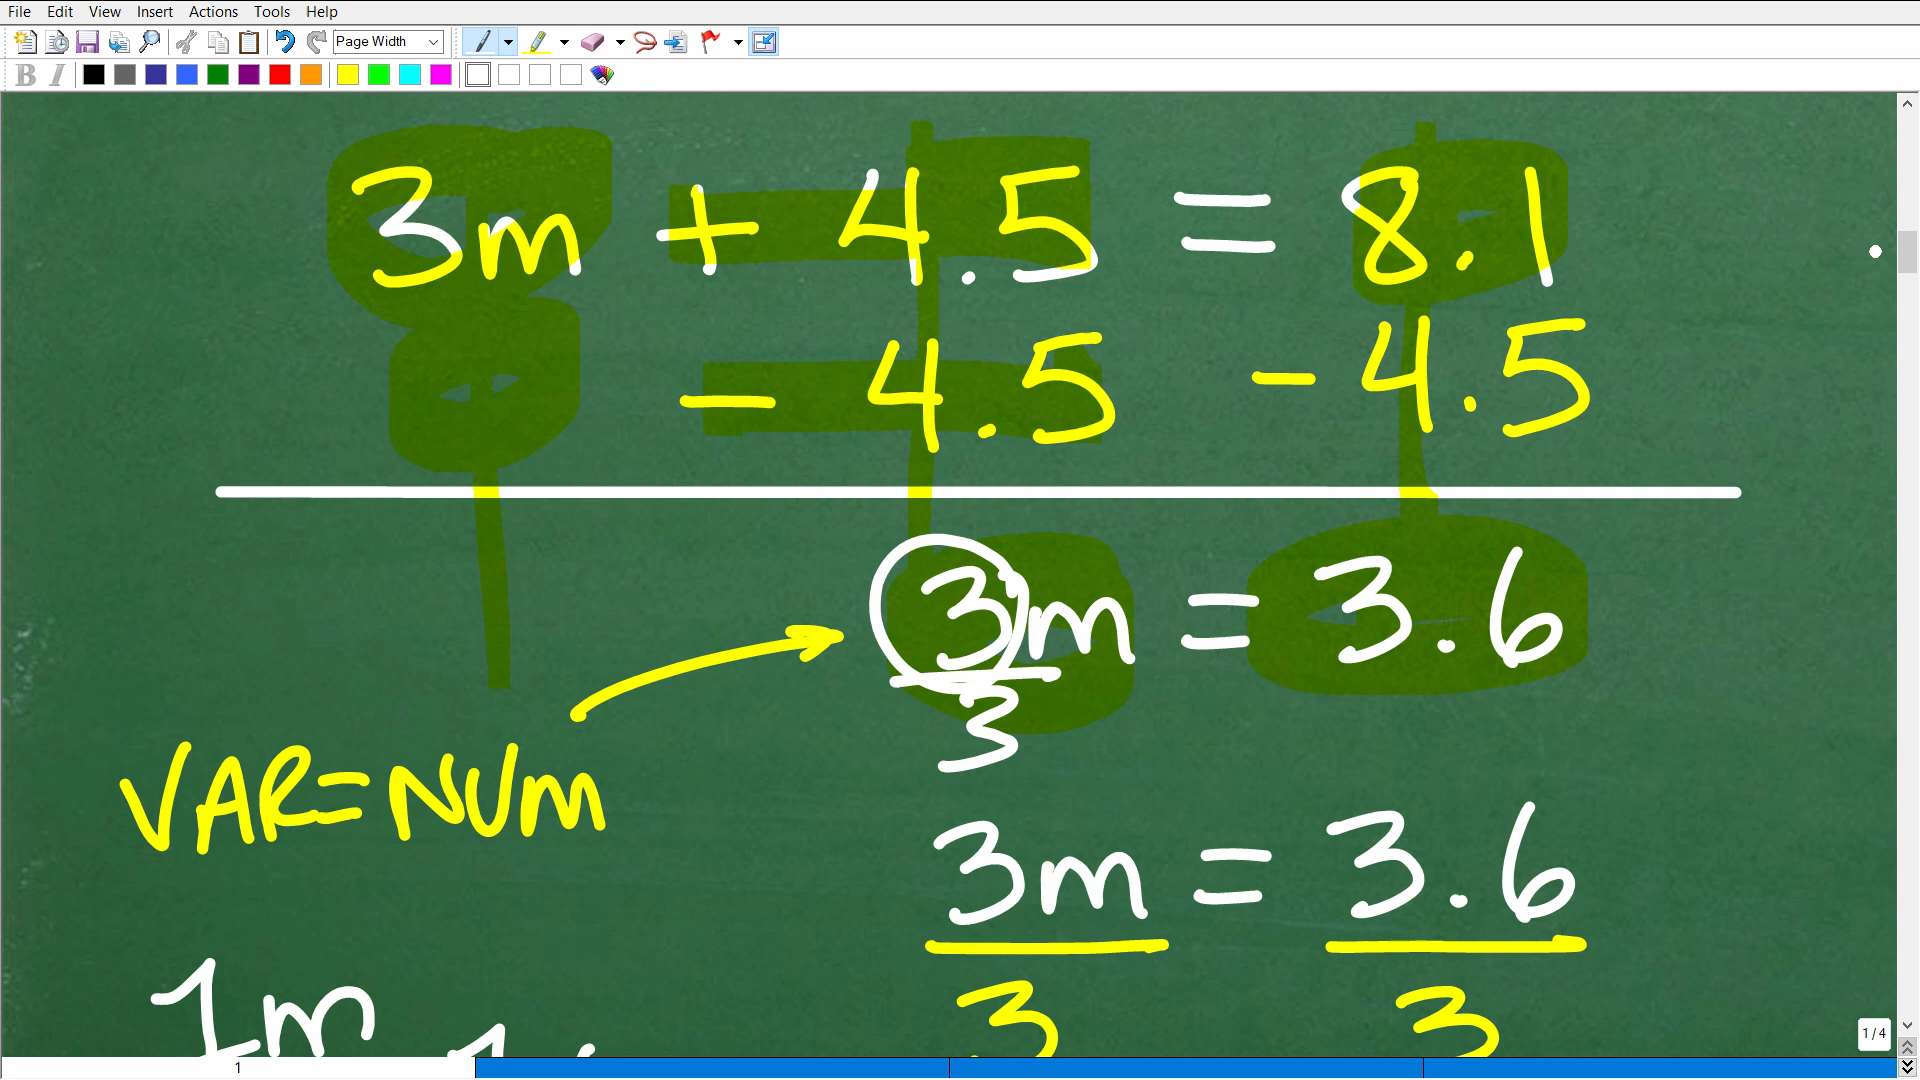 File Edit View Insert Actions Tools Help
Page Width
B I
3m + 4.5 = 8.1
- 4.5 - 4.5
3m = 3.6
3
VAR=NUM
3m = 3.6
3 3
1m
1/4
1